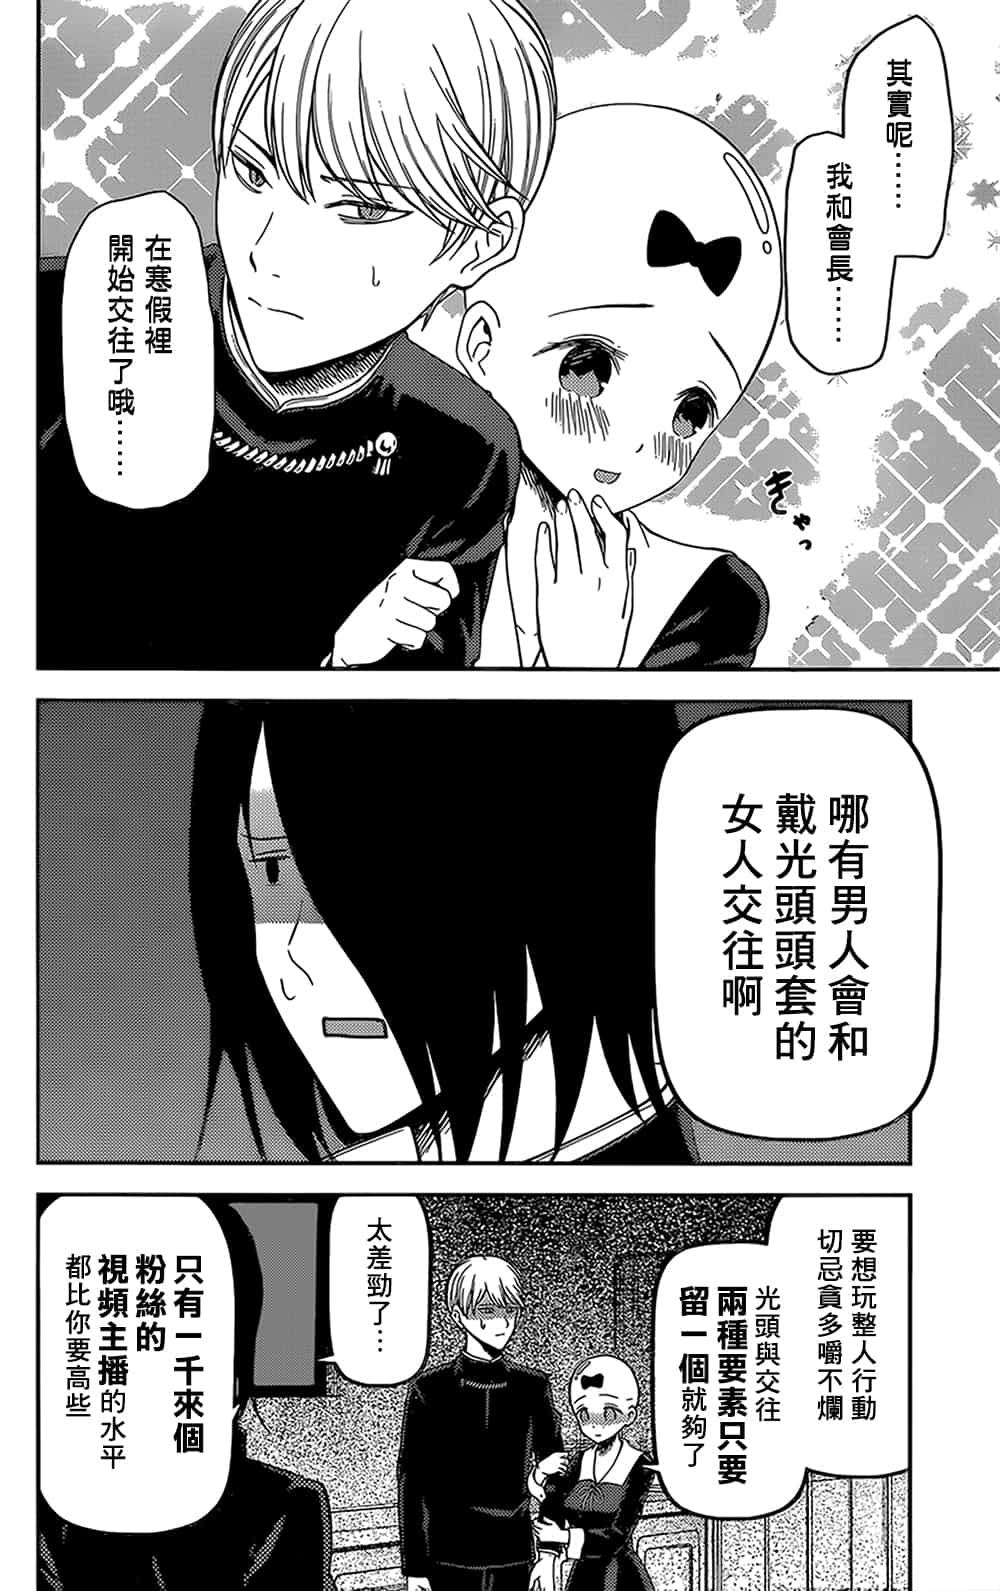 其實呢……
我和會長……
在寒假裡
開始交往了哦……
きゃっ
哪有男人會和
戴光頭頭套的
女人交往啊
要想玩整人行動
切忌貪多嚼不爛
光頭與交往
兩種要素只要
留一個就夠了
太差勁了…
只有一千來個
粉絲的
視頻主播的水平
都比你要高些